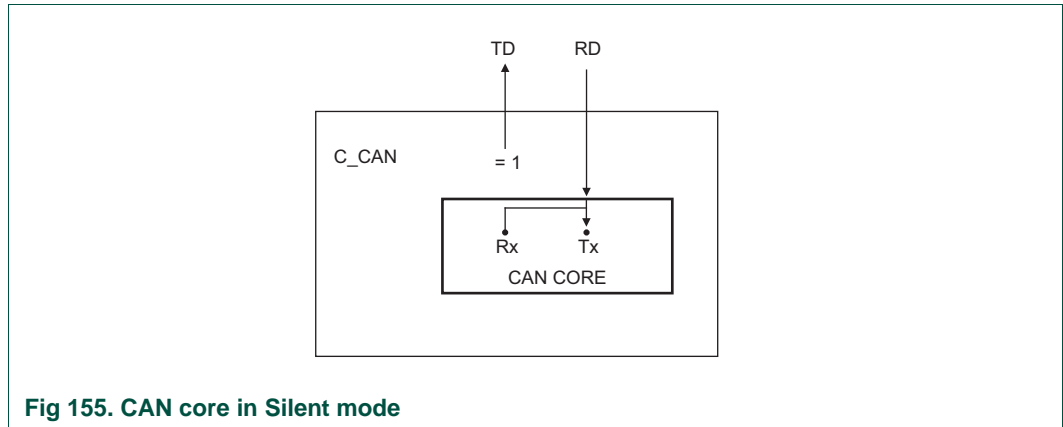 TD RD
C_CAN
= 1
Rx Tx
CAN CORE
Fig 155. CAN core in Silent mode